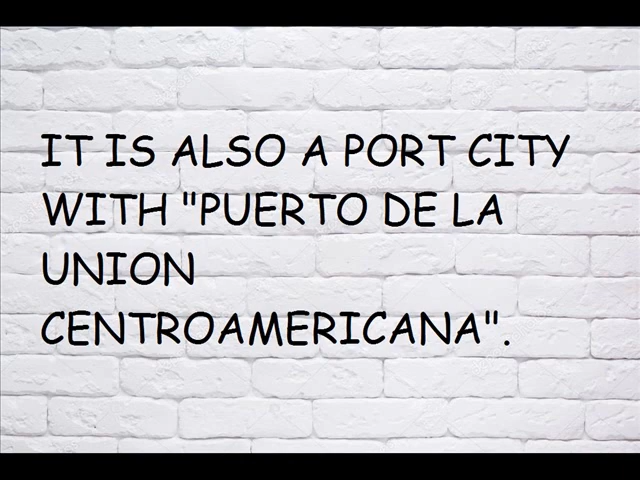 IT IS ALSO A PORT CITY
WITH "PUERTO DE LA
UNION
CENTROAMERICANA".